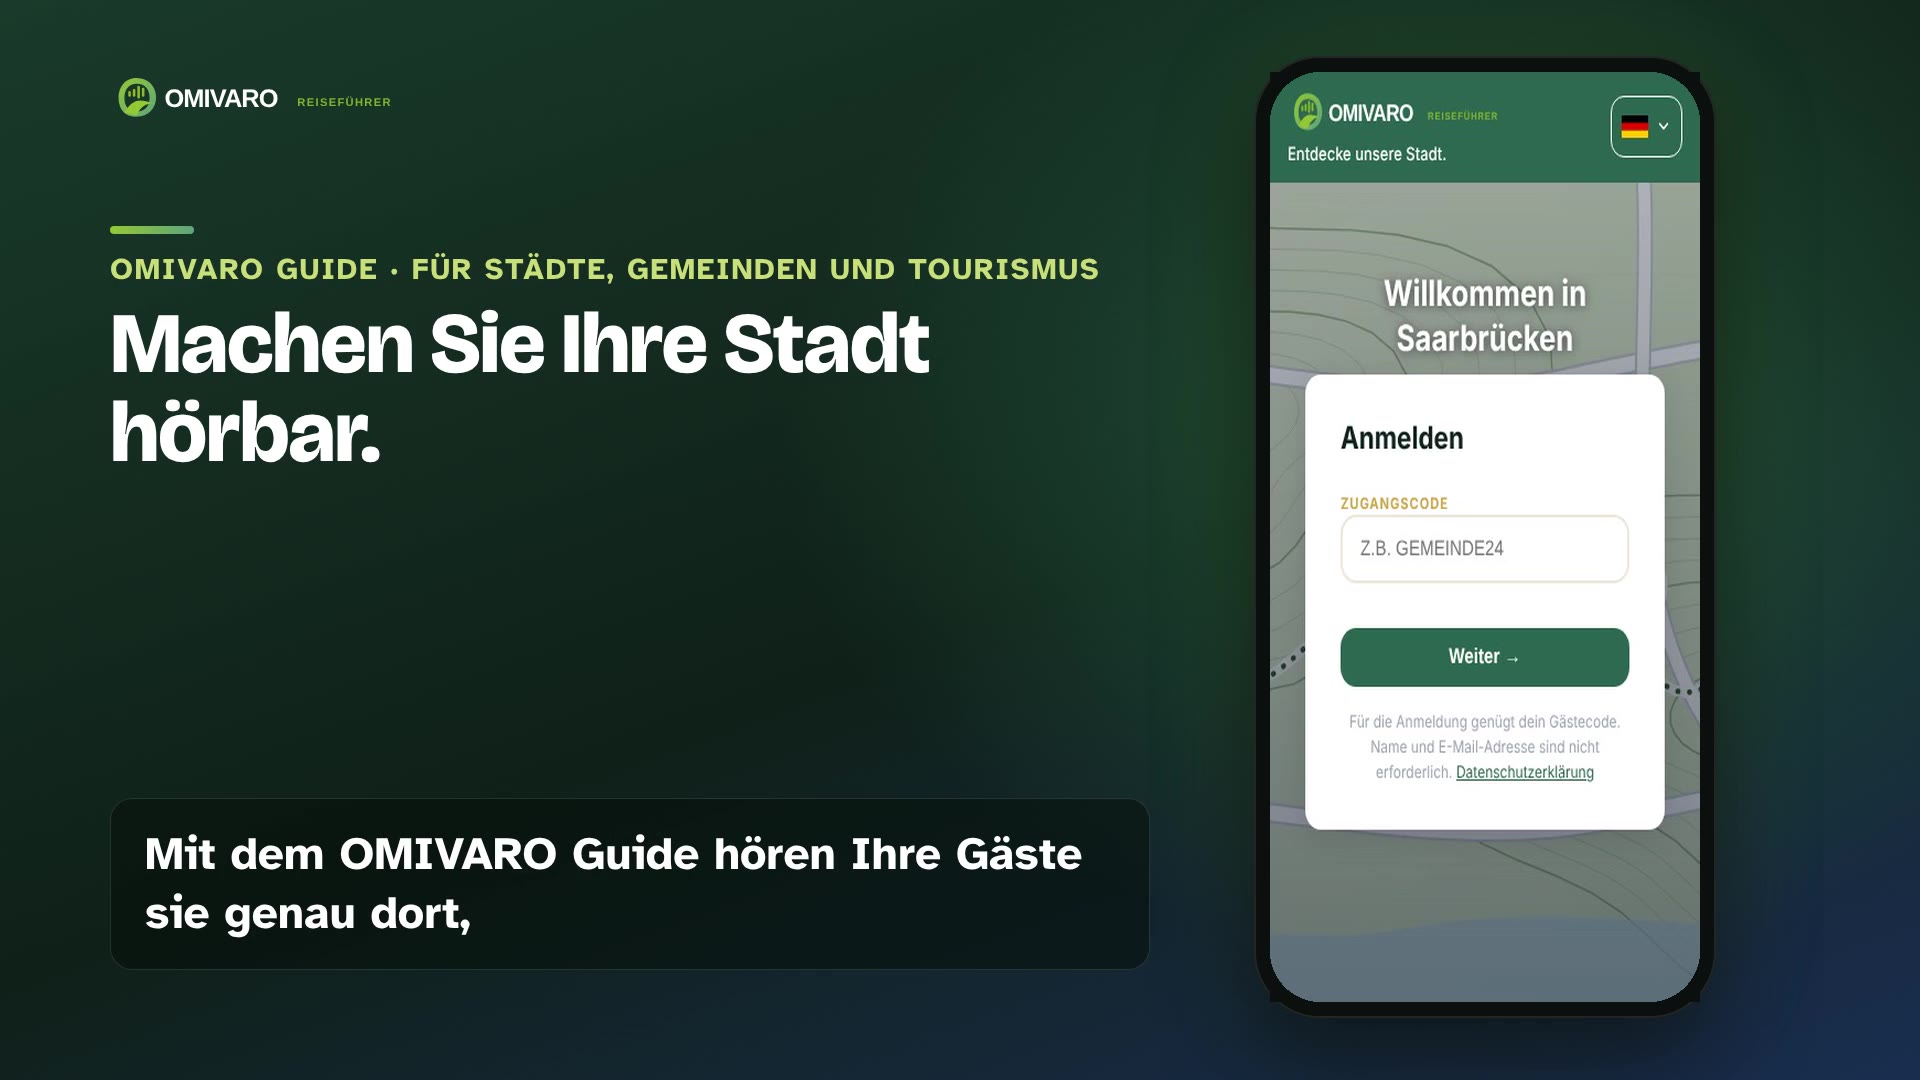 OMIVARO REISEFÜHRER
OMIVARO GUIDE · FÜR STÄDTE, GEMEINDEN UND TOURISMUS
Machen Sie Ihre Stadt
hörbar.
Mit dem OMIVARO Guide hören Ihre Gäste
sie genau dort,
OMIVARO REISEFÜHRER
Entdecke unsere Stadt.
Willkommen in
Saarbrücken
Anmelden
ZUGANGSCODE
Z.B. GEMEINDE24
Weiter →
Für die Anmeldung genügt dein Gästecode.
Name und E-Mail-Adresse sind nicht
erforderlich. Datenschutzerklärung